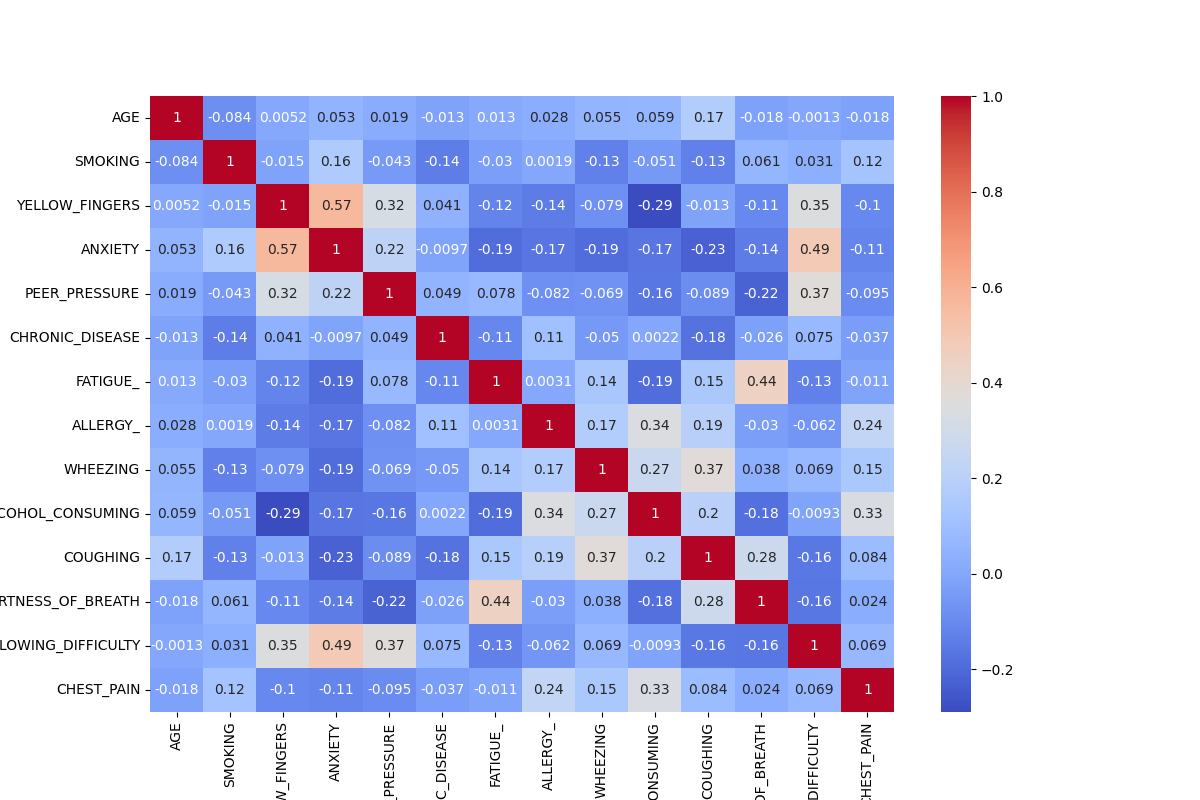 AGE 1 -0.084 0.0052 0.053 0.019 -0.013 0.013 0.028 0.055 0.059 0.17 -0.018 -0.0013 -0.018 1.0
SMOKING -0.084 1 -0.015 0.16 -0.043 -0.14 -0.03 0.0019 -0.13 -0.051 -0.13 0.061 0.031 0.12
YELLOW_FINGERS 0.0052 -0.015 1 0.57 0.32 0.041 -0.12 -0.14 -0.079 -0.29 -0.013 -0.11 0.35 -0.1 0.8
ANXIETY 0.053 0.16 0.57 1 0.22 -0.0097 -0.19 -0.17 -0.19 -0.17 -0.23 -0.14 0.49 -0.11
PEER_PRESSURE 0.019 -0.043 0.32 0.22 1 0.049 0.078 -0.082 -0.069 -0.16 -0.089 -0.22 0.37 -0.095 0.6
CHRONIC_DISEASE -0.013 -0.14 0.041 -0.0097 0.049 1 -0.11 0.11 -0.05 0.0022 -0.18 -0.026 0.075 -0.037
FATIGUE_ 0.013 -0.03 -0.12 -0.19 0.078 -0.11 1 0.0031 0.14 -0.19 0.15 0.44 -0.13 -0.011 0.4
ALLERGY_ 0.028 0.0019 -0.14 -0.17 -0.082 0.11 0.0031 1 0.17 0.34 0.19 -0.03 -0.062 0.24
WHEEZING 0.055 -0.13 -0.079 -0.19 -0.069 -0.05 0.14 0.17 1 0.27 0.37 0.038 0.069 0.15 0.2
COHOL_CONSUMING 0.059 -0.051 -0.29 -0.17 -0.16 0.0022 -0.19 0.34 0.27 1 0.2 -0.18 -0.0093 0.33
COUGHING 0.17 -0.13 -0.013 -0.23 -0.089 -0.18 0.15 0.19 0.37 0.2 1 0.28 -0.16 0.084 0.0
RTNESS_OF_BREATH -0.018 0.061 -0.11 -0.14 -0.22 -0.026 0.44 -0.03 0.038 -0.18 0.28 1 -0.16 0.024
LOWING_DIFFICULTY -0.0013 0.031 0.35 0.49 0.37 0.075 -0.13 -0.062 0.069 -0.0093 -0.16 -0.16 1 0.069
CHEST_PAIN -0.018 0.12 -0.1 -0.11 -0.095 -0.037 -0.011 0.24 0.15 0.33 0.084 0.024 0.069 1 −0.2
AGE
SMOKING
W_FINGERS
ANXIETY
_PRESSURE
C_DISEASE
FATIGUE_
ALLERGY_
WHEEZING
ONSUMING
COUGHING
OF_BREATH
DIFFICULTY
CHEST_PAIN